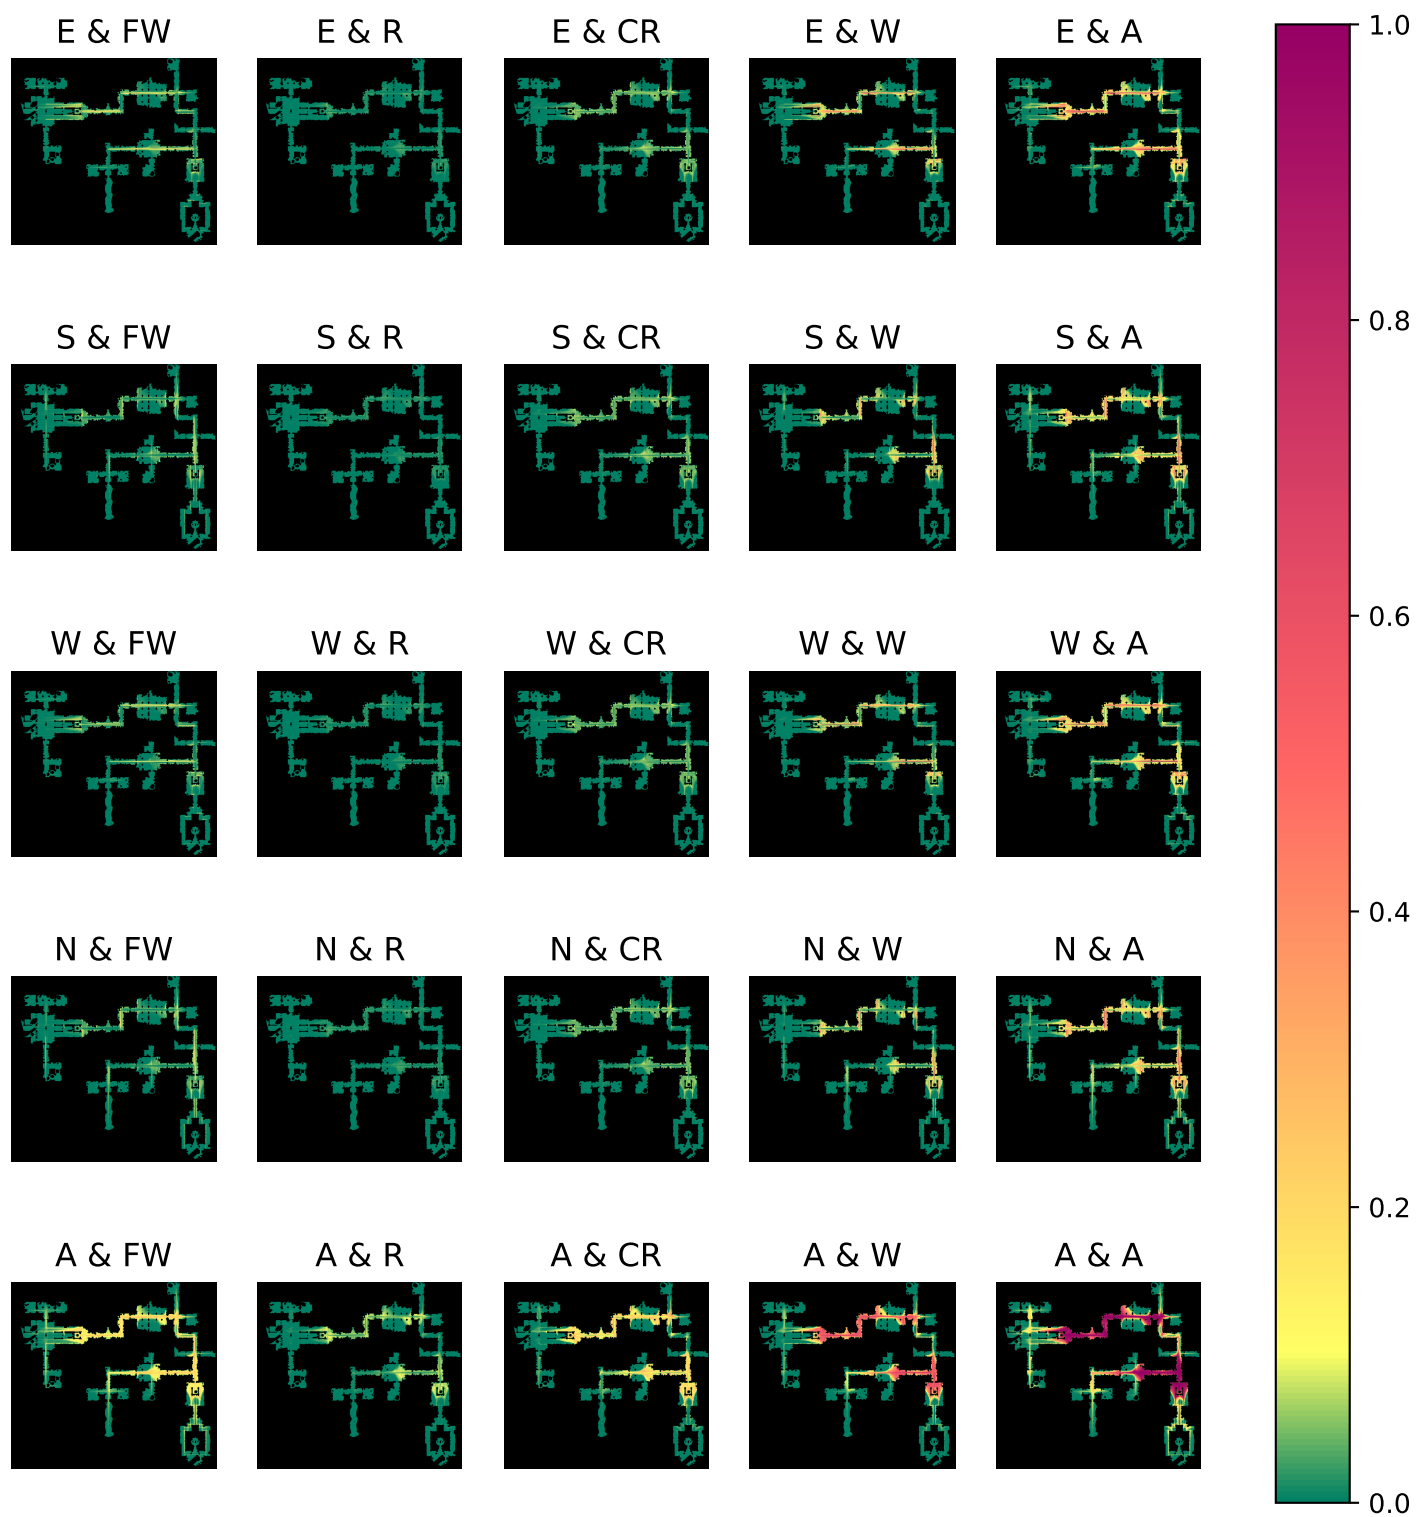 E & FW E & R E & CR E & W E & A
S & FW S & R S & CR S & W S & A
W & FW W & R W & CR W & W W & A
N & FW N & R N & CR N & W N & A
A & FW A & R A & CR A & W A & A
1.0
0.8
0.6
0.4
0.2
0.0